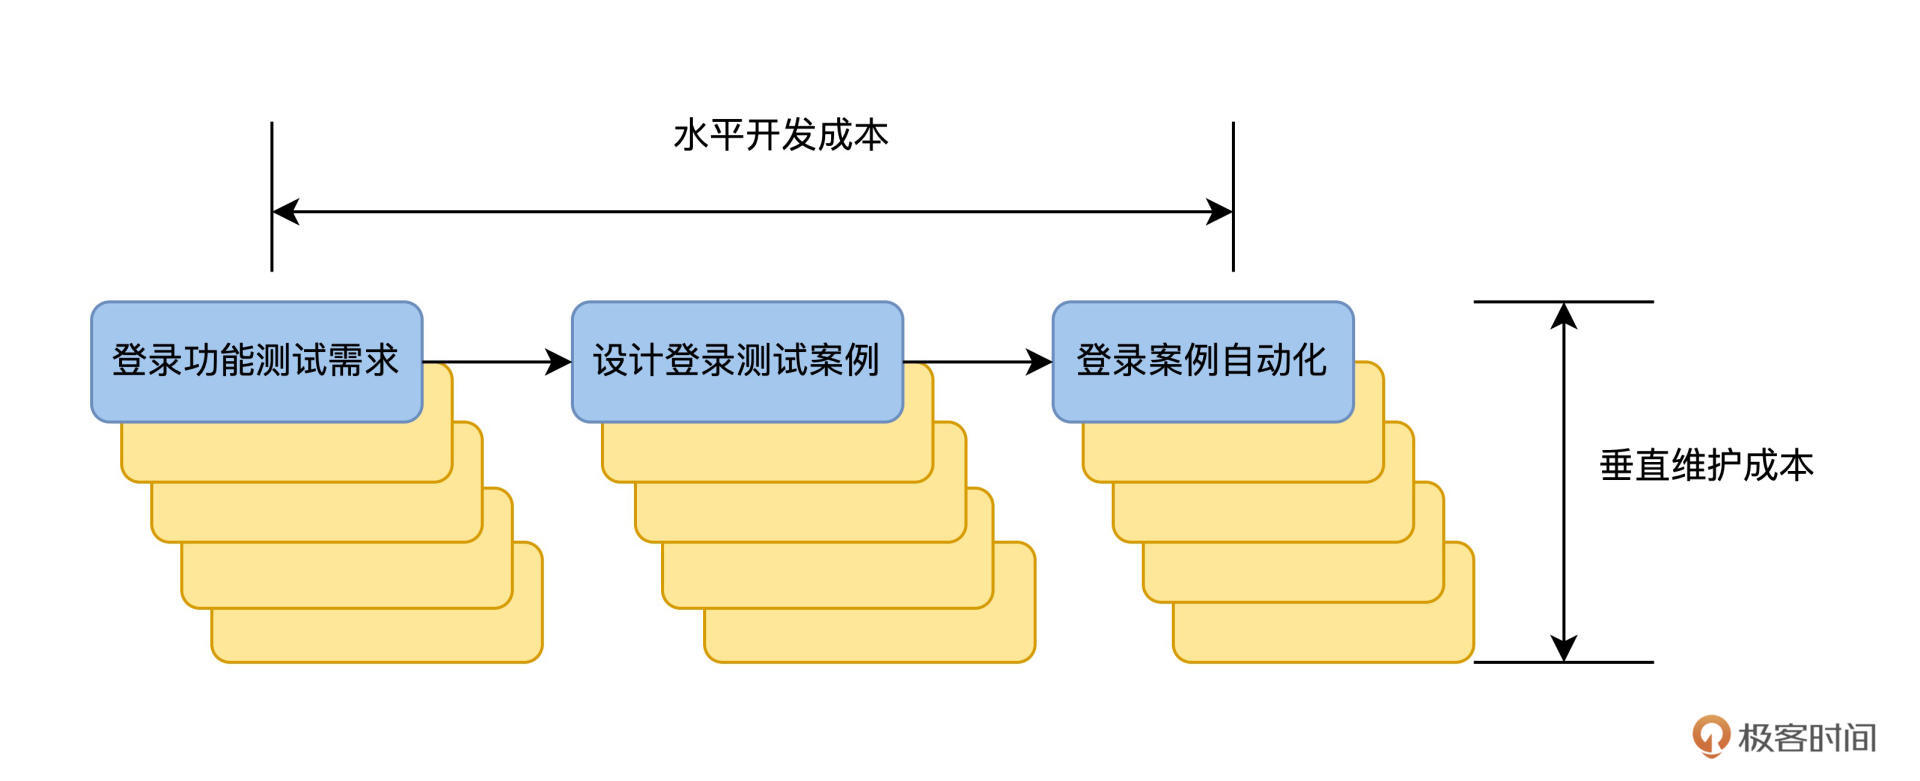 水平开发成本
登录功能测试需求
设计登录测试案例
登录案例自动化
垂直维护成本
极客时间